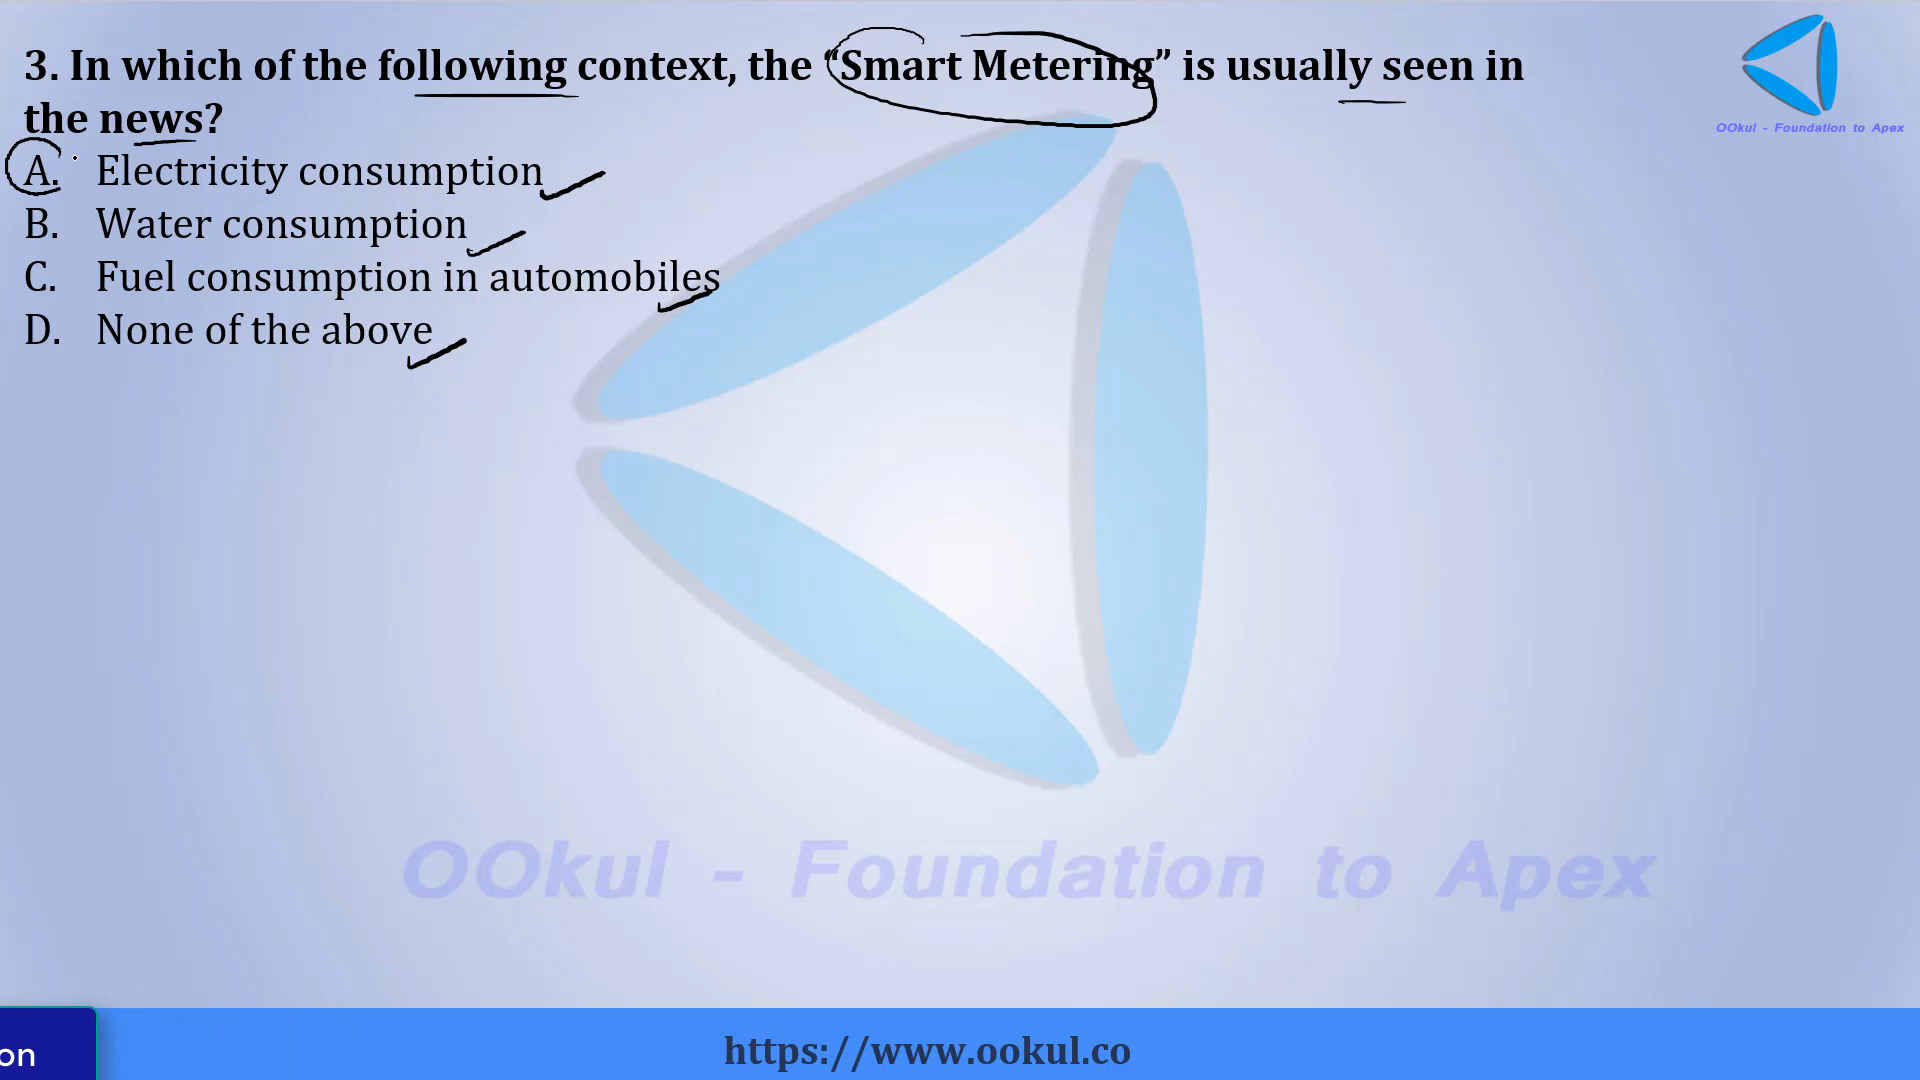 3. In which of the following context, the “Smart Metering” is usually seen in
the news?
A. Electricity consumption
B. Water consumption
C. Fuel consumption in automobiles
D. None of the above
OOkul - Foundation to Apex
OOkul - Foundation to Apex
on
https://www.ookul.co